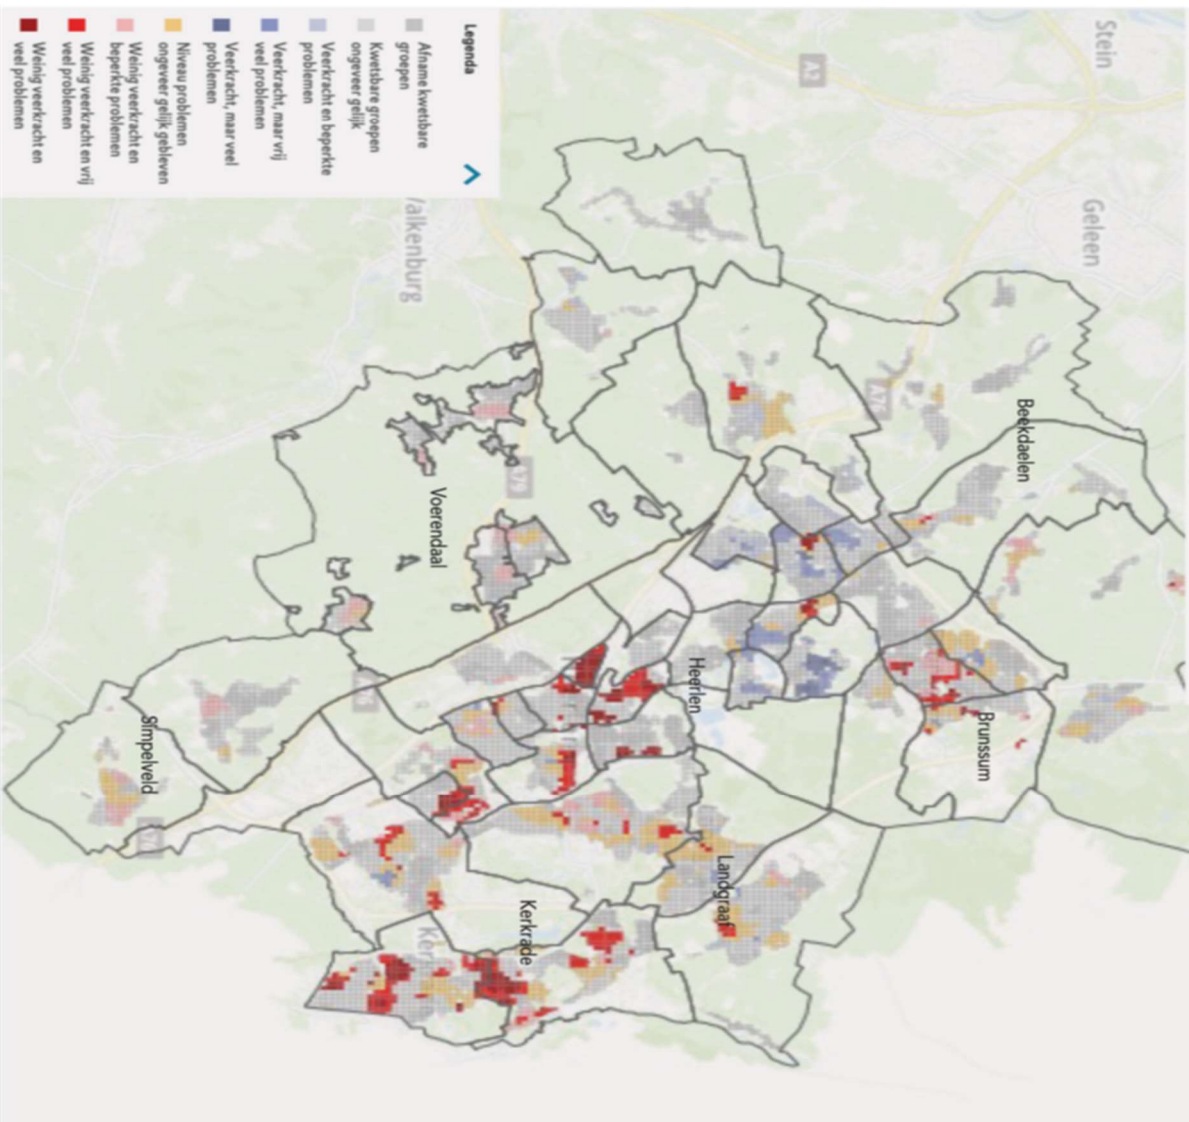 Legenda
Afname kwetsbare
groepen
Kwetsbare groepen
ongeveer gelijk
Veerkracht en beperkte
problemen
Veerkracht, maar vrij
veel problemen
Veerkracht, maar veel
problemen
Niveau problemen
ongeveer gelijk gebleven
Weinig veerkracht en
beperkte problemen
Weinig veerkracht en vrij
veel problemen
Weinig veerkracht en
veel problemen
Stein
A2
Geleen
Beekdaelen
Brunssum
Heerlen
Landgraaf
Kerkrade
Voerendaal
Simpelveld
A79